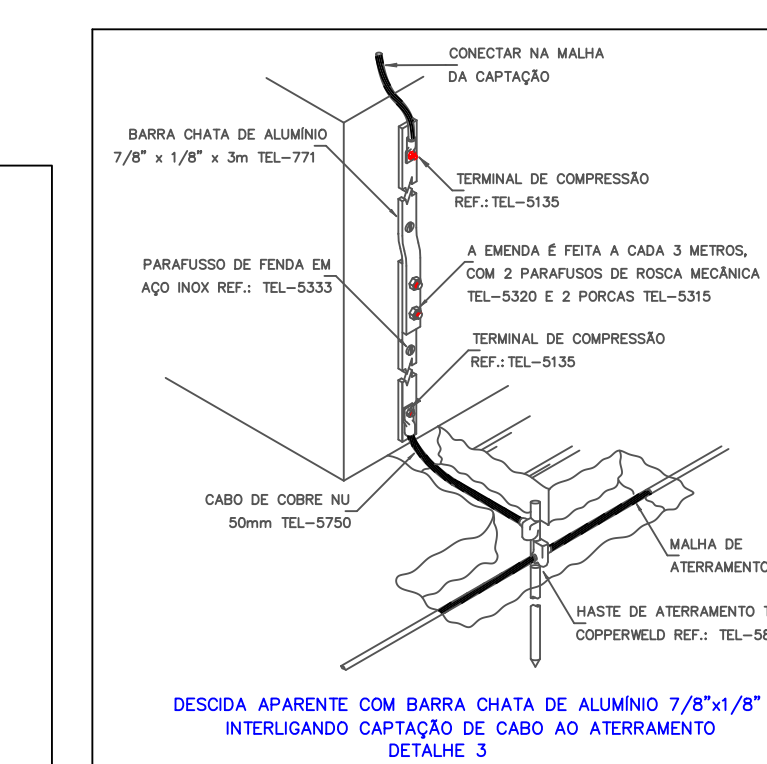 CONECTAR NA MALHA
DA CAPTAÇÃO
BARRA CHATA DE ALUMÍNIO
7/8" x 1/8" x 3m TEL-771
TERMINAL DE COMPRESSÃO
REF.: TEL-5135
A EMENDA É FEITA A CADA 3 METROS,
COM 2 PARAFUSOS DE ROSCA MECÂNICA
TEL-5320 E 2 PORCAS TEL-5315
PARAFUSSO DE FENDA EM
AÇO INOX REF.: TEL-5333
TERMINAL DE COMPRESSÃO
REF.: TEL-5135
CABO DE COBRE NU
50mm TEL-5750
MALHA DE
ATERRAMENTO
HASTE DE ATERRAMENTO
COPPERWELD REF.:
DESCIDA APARENTE COM BARRA CHATA DE ALUMÍNIO 7/8"x1/8"
INTERLIGANDO CAPTAÇÃO DE CABO AO ATERRAMENTO
DETALHE 3